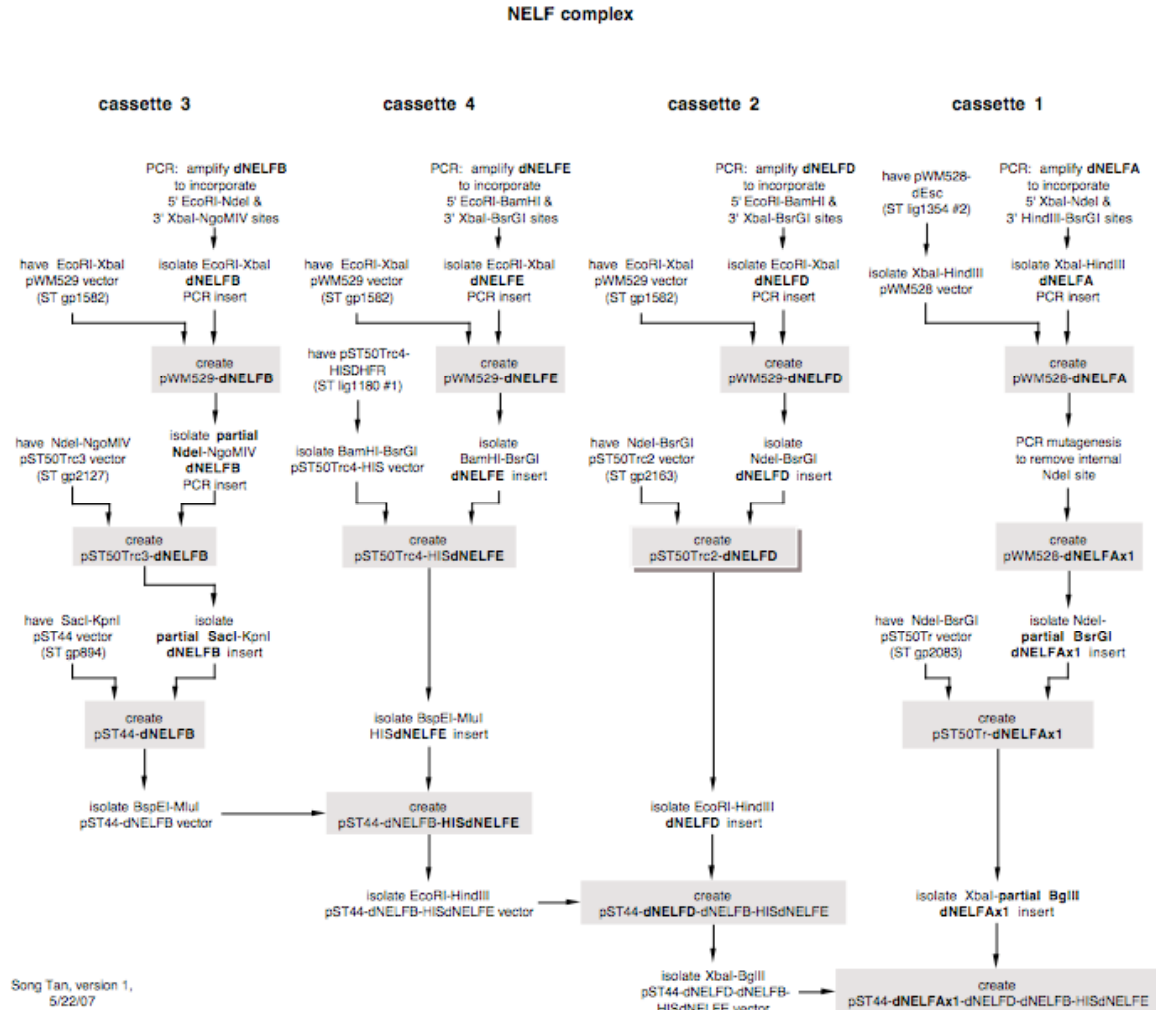 NELF complex
cassette 3
PCR: amplify dNELFB
to incorporate
5' EcoRI-NdeI &
3' XbaI-NgoMIV sites
have EcoRI-XbaI
pWM529 vector
(ST gp1582)
isolate EcoRI-XbaI
dNELFB
PCR insert
create
pWM529-dNELFB
have NdeI-NgoMIV
pST50Trc3 vector
(ST gp2127)
isolate partial
NdeI-NgoMIV
dNELFB
PCR insert
create
pST50Trc3-dNELFB
have SacI-KpnI
pST44 vector
(ST gp894)
isolate
partial SacI-KpnI
dNELFB insert
create
pST44-dNELFB
isolate BspEI-MluI
pST44-dNELFB vector
cassette 4
PCR: amplify dNELFE
to incorporate
5' EcoRI-BamHI &
3' XbaI-BsrGI sites
have EcoRI-XbaI
pWM529 vector
(ST gp1582)
isolate EcoRI-XbaI
dNELFE
PCR insert
create
pWM529-dNELFE
have pST50Trc4-
HISDHFR
(ST lig1180 #1)
isolate BamHI-BsrGI
pST50Trc4-HIS vector
isolate
BamHI-BsrGI
dNELFE insert
create
pST50Trc4-HISdNELFE
isolate BspEI-MluI
HISdNELFE insert
create
pST44-dNELFB-HISdNELFE
isolate EcoRI-HindIII
pST44-dNELFB-HISdNELFE vector
cassette 2
PCR: amplify dNELFD
to incorporate
5' EcoRI-BamHI &
3' XbaI-BsrGI sites
have EcoRI-XbaI
pWM529 vector
(ST gp1582)
isolate EcoRI-XbaI
dNELFD
PCR insert
create
pWM529-dNELFD
have NdeI-BsrGI
pST50Trc2 vector
(ST gp2163)
isolate
NdeI-BsrGI
dNELFD insert
create
pST50Trc2-dNELFD
isolate EcoRI-HindIII
dNELFD insert
create
pST44-dNELFD-dNELFB-HISdNELFE
isolate XbaI-BglII
pST44-dNELFD-dNELFB-
HISdNELFE vector
cassette 1
have pWM528-
dEsc
(ST lig1354 #2)
PCR: amplify dNELFA
to incorporate
5' XbaI-NdeI &
3' HindIII-BsrGI sites
isolate XbaI-HindIII
pWM528 vector
isolate XbaI-HindIII
dNELFA
PCR insert
create
pWM528-dNELFA
PCR mutagenesis
to remove internal
NdeI site
create
pWM528-dNELFAx1
have NdeI-BsrGI
pST50Tr vector
(ST gp2083)
isolate NdeI-
partial BsrGI
dNELFAx1 insert
create
pST50Tr-dNELFAx1
isolate XbaI-partial BglII
dNELFAx1 insert
create
pST44-dNELFAx1-dNELFD-dNELFB-HISdNELFE
Song Tan, version 1,
5/22/07